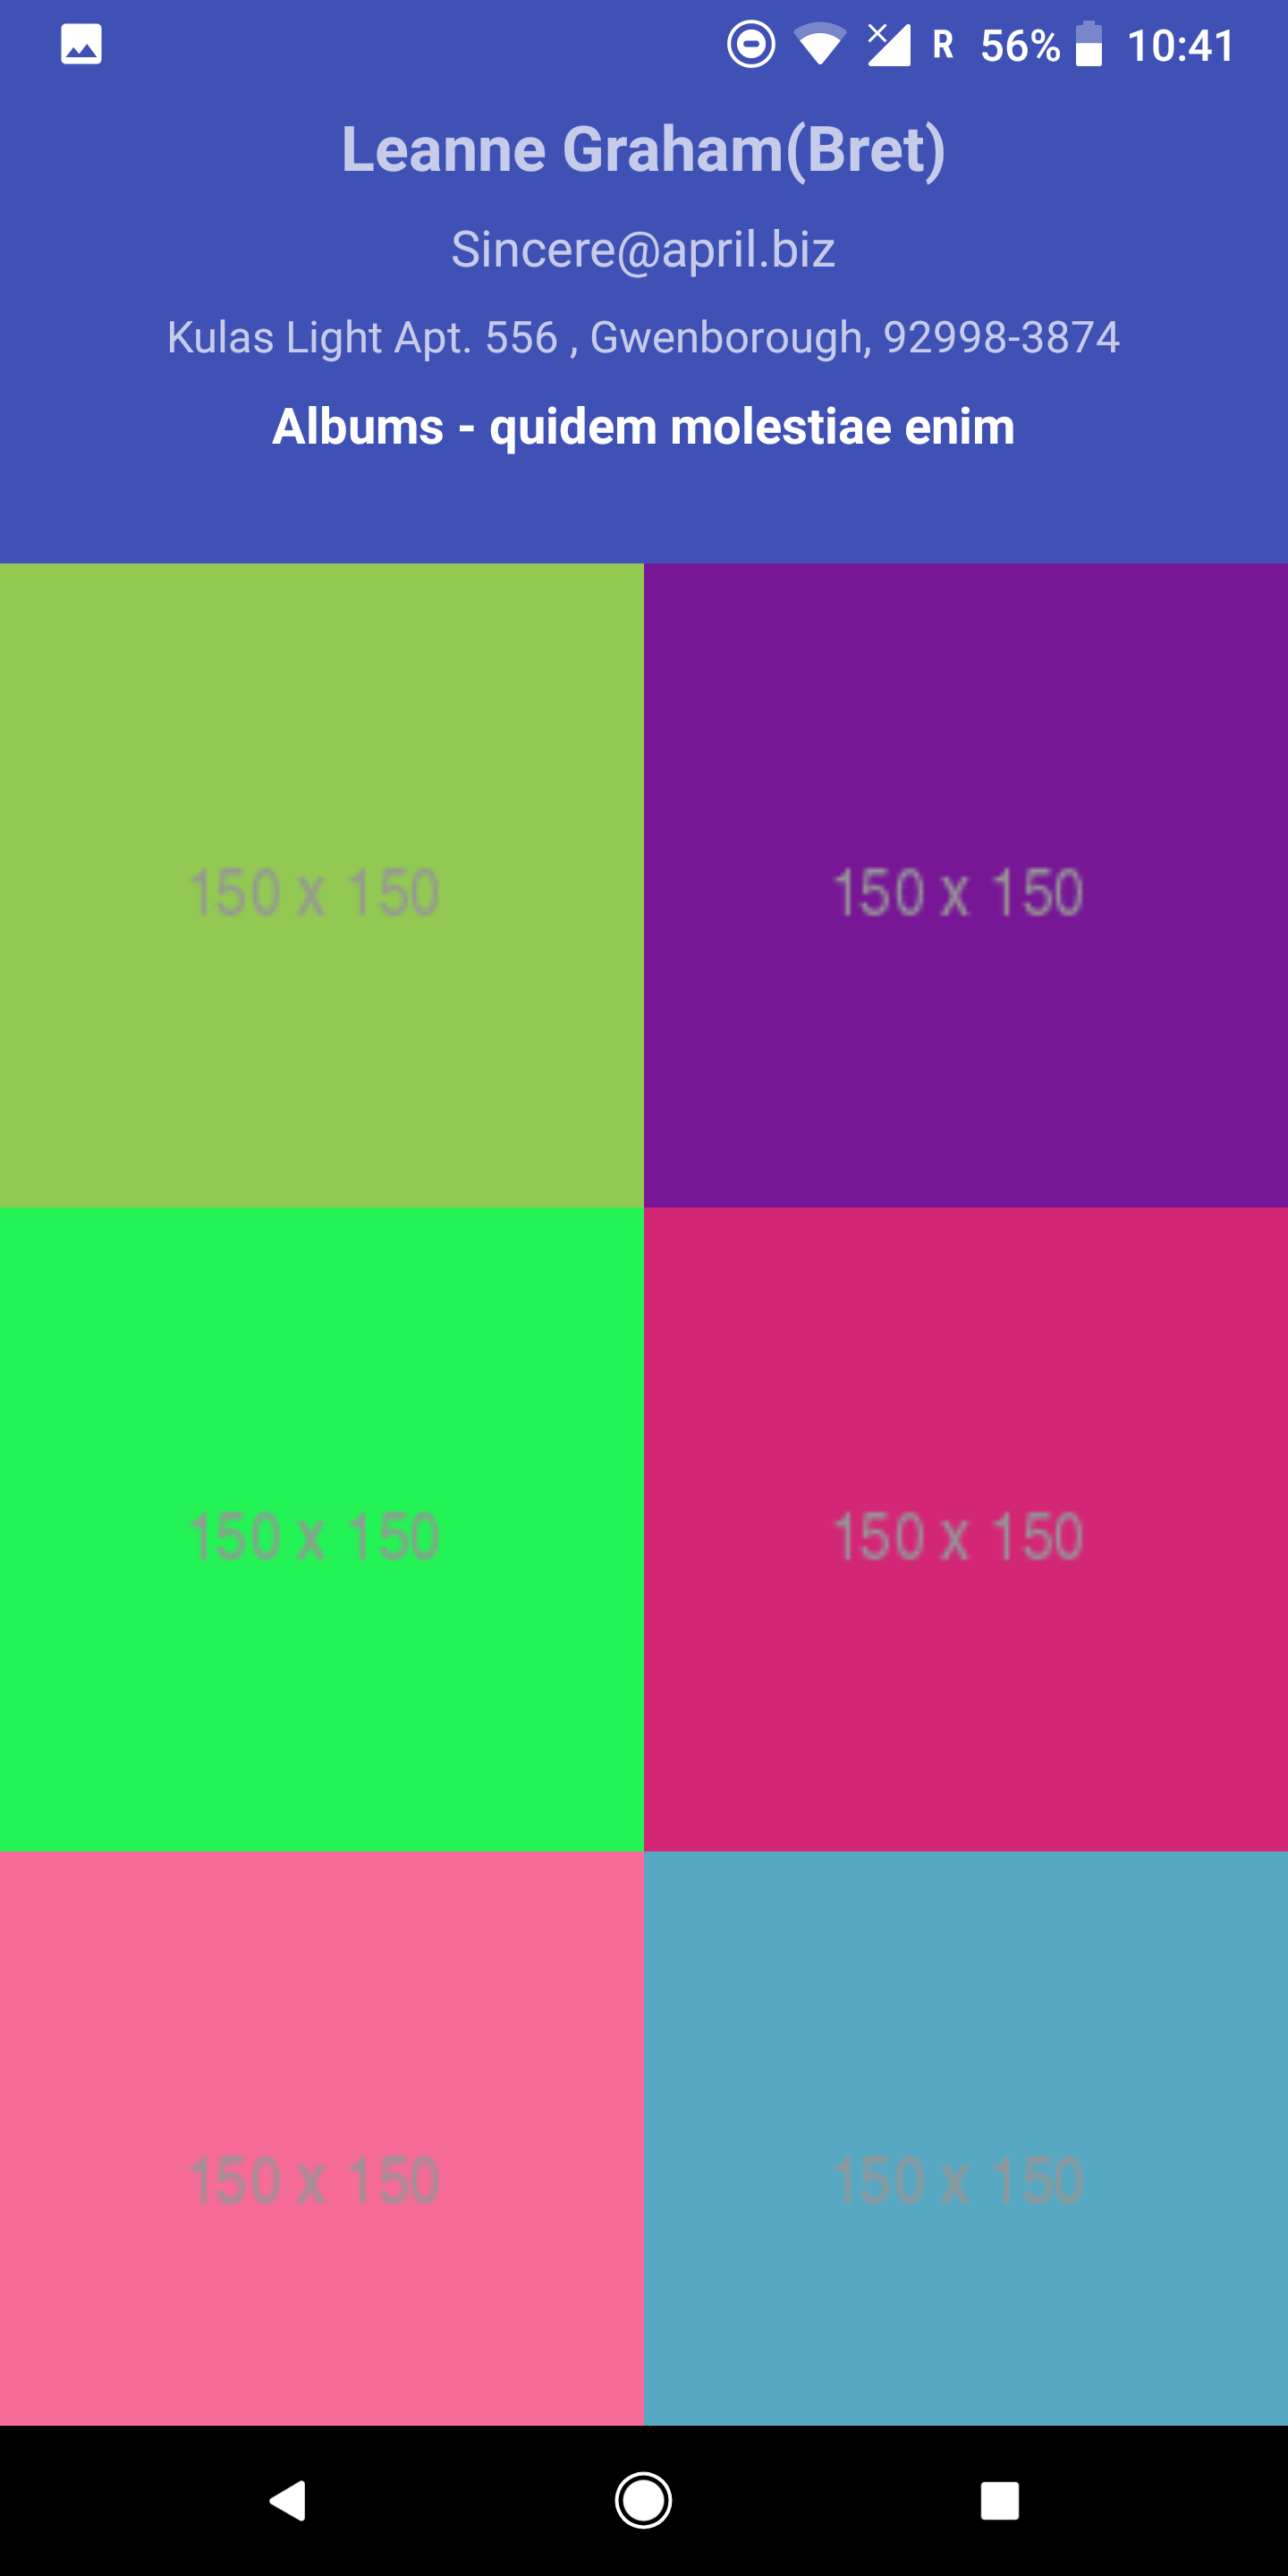 R 56% 10:41
Leanne Graham(Bret)
Sincere@april.biz
Kulas Light Apt. 556 , Gwenborough, 92998-3874
Albums - quidem molestiae enim
150 x 150 150 x 150
150 x 150 150 x 150
150 x 150 150 x 150